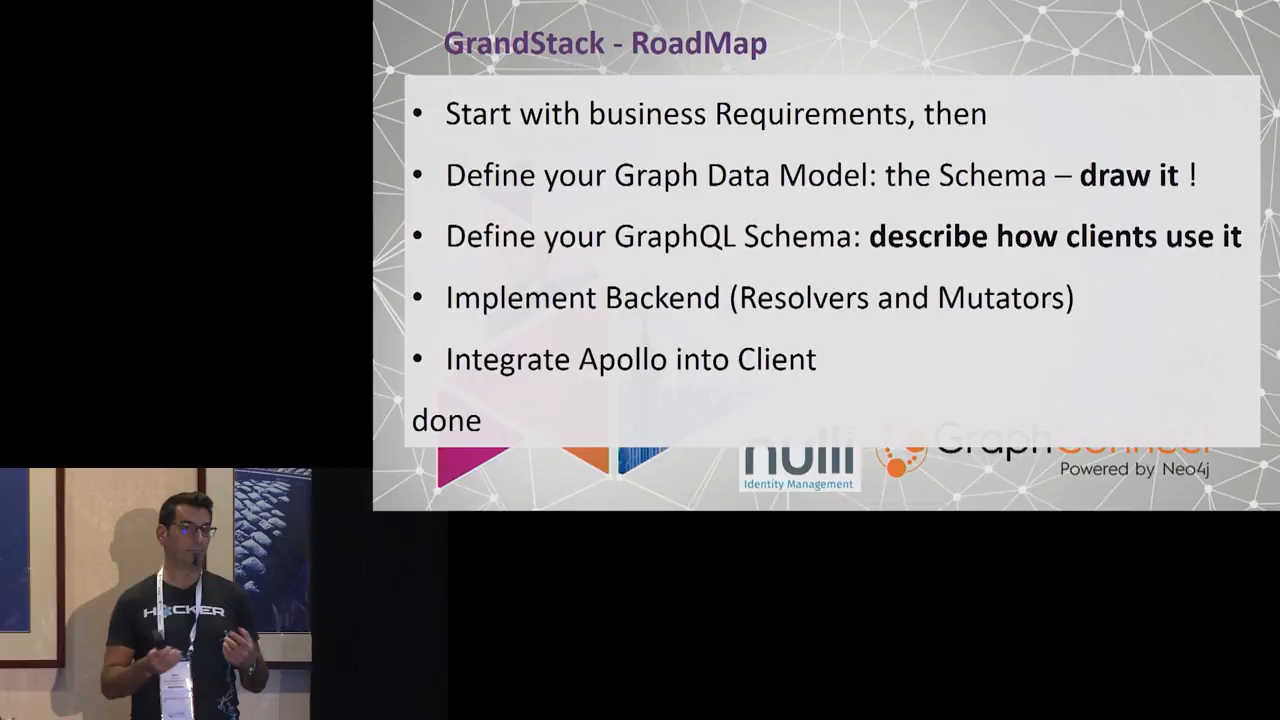 GrandStack - RoadMap
• Start with business Requirements, then
• Define your Graph Data Model: the Schema – draw it !
• Define your GraphQL Schema: describe how clients use it
• Implement Backend (Resolvers and Mutators)
• Integrate Apollo into Client
done
nulli
Identity Management
GraphConnect
Powered by Neo4j
HACKER